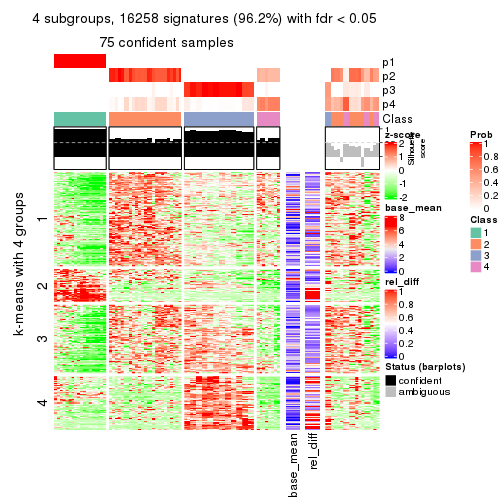 4 subgroups, 16258 signatures (96.2%) with fdr < 0.05
75 confident samples
p1
p2
p3
p4
Class
1
Silhouette
score
k-means with 4 groups
1
2
3
4
base_mean
rel_diff
z-score
2
1
0
-1
-2
base_mean
8
6
4
2
0
rel_diff
1
0.8
0.6
0.4
0.2
0
Status (barplots)
confident
ambiguous
Prob
1
0.8
0.6
0.4
0.2
0
Class
1
2
3
4